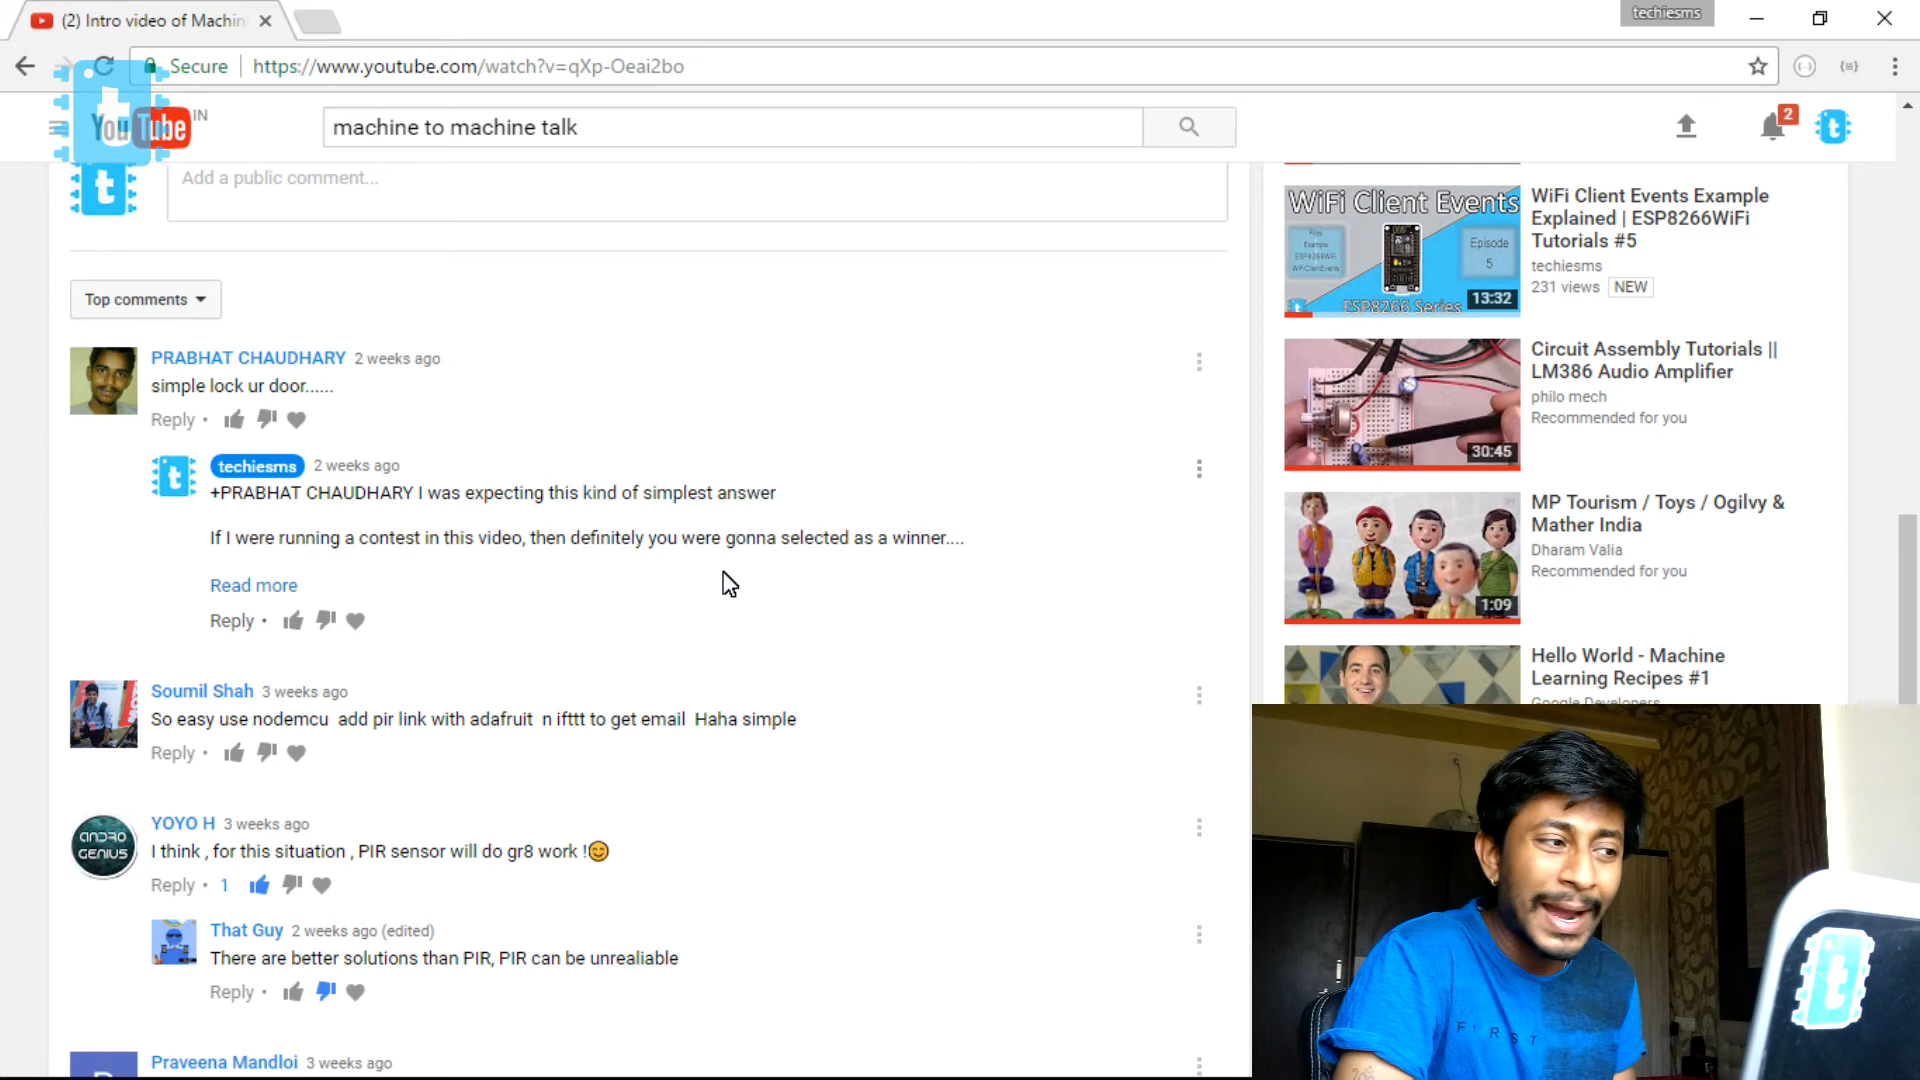 (2) Intro video of Machin
techiesms
Secure
https://www.youtube.com/watch?v=qXp-Oeai2bo
t
YouTube IN
machine to machine talk
2
t
t
Add a public comment...
Top comments
PRABHAT CHAUDHARY 2 weeks ago
simple lock ur door......
Reply
t
techiesms 2 weeks ago
+PRABHAT CHAUDHARY I was expecting this kind of simplest answer
If I were running a contest in this video, then definitely you were gonna selected as a winner....
Read more
Reply
Soumil Shah 3 weeks ago
So easy use nodemcu add pir link with adafruit n ifttt to get email Haha simple
Reply
ANDRO
GENIUS
YOYO H 3 weeks ago
I think , for this situation , PIR sensor will do gr8 work !😊
Reply 1
That Guy 2 weeks ago (edited)
There are better solutions than PIR, PIR can be unrealiable
Reply
Praveena Mandloi 3 weeks ago
WiFi Client Events
Episode
5
ESP8266 Series
13:32
WiFi Client Events Example
Explained | ESP8266WiFi
Tutorials #5
techiesms
231 views NEW
30:45
Circuit Assembly Tutorials ||
LM386 Audio Amplifier
philo mech
Recommended for you
1:09
MP Tourism / Toys / Ogilvy &
Mather India
Dharam Valia
Recommended for you
Hello World - Machine
Learning Recipes #1
Google Developers
FIRST
t